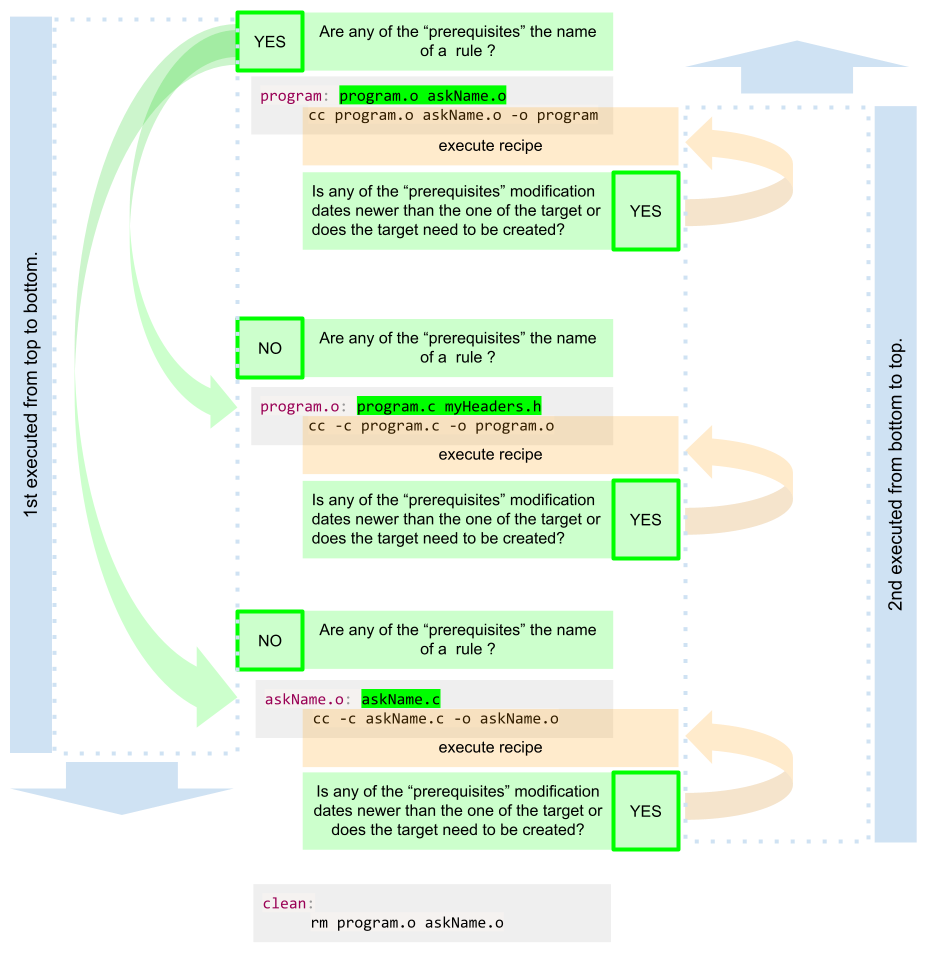 1st executed from top to bottom.
YES
Are any of the “prerequisites” the name
of a  rule ?
program: program.o askName.o
cc program.o askName.o -o program
execute recipe
Is any of the “prerequisites” modification
dates newer than the one of the target or
does the target need to be created?
YES
NO
Are any of the “prerequisites” the name
of a  rule ?
program.o: program.c myHeaders.h
cc -c program.c -o program.o
execute recipe
Is any of the “prerequisites” modification
dates newer than the one of the target or
does the target need to be created?
YES
NO
Are any of the “prerequisites” the name
of a  rule ?
askName.o: askName.c
cc -c askName.c -o askName.o
execute recipe
Is any of the “prerequisites” modification
dates newer than the one of the target or
does the target need to be created?
YES
clean:
rm program.o askName.o
2nd executed from bottom to top.